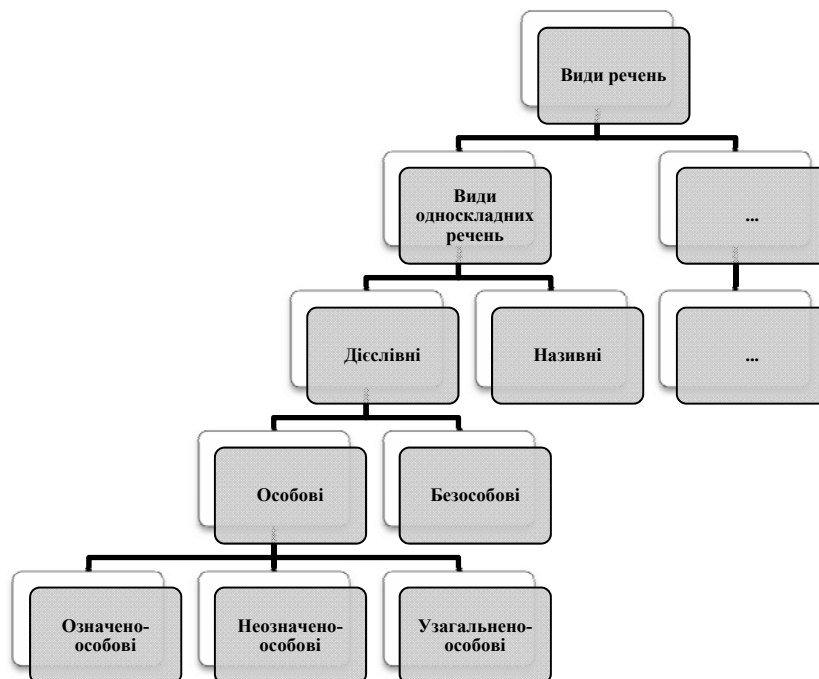 Види речень
Види
односкладних
речень
...
Дієслівні
Називні
...
Особові
Безособові
Означено-
особові
Неозначено-
особові
Узагальнено-
особові